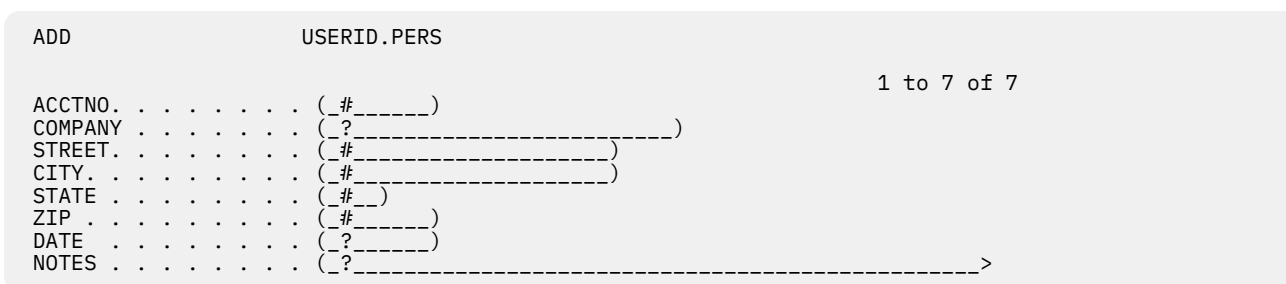 ADD                     USERID.PERS
1 to 7 of 7
ACCTNO. . . . . . . . (_#______)
COMPANY . . . . . . . (_?_________________________)
STREET. . . . . . . . (_#____________________)
CITY. . . . . . . . . (_#____________________)
STATE . . . . . . . . (_#__)
ZIP . . . . . . . . . (_#______)
DATE  . . . . . . . . (_?______)
NOTES . . . . . . . . (_?_________________________________________________>